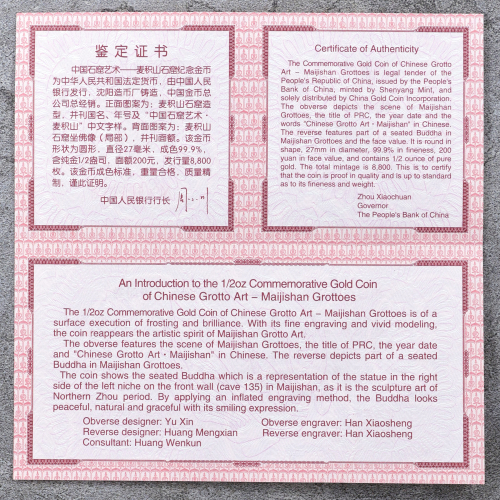 鉴定证书
中国石窟艺术——麦积山石窟纪念金币
为中华人民共和国法定货币，由中国人民
银行发行，沈阳造币厂铸造，中国金币总
公司总经销。正面图案为：麦积山石窟造
型，并刊国名、年号及“中国石窟艺术·
麦积山”中文字样。背面图案为：麦积山
石窟坐佛像（局部），并刊面额。该金币
形状为圆形，直径27毫米，成色99.9%，
含纯金1/2盎司，面额200元，发行量8,800
枚。该金币成色标准，重量合格，质量精
制，谨此证明。
中国人民银行行长
Certificate of Authenticity
The Commemorative Gold Coin of Chinese Grotto
Art – Maijishan Grottoes is legal tender of the
People's Republic of China, issued by the People's
Bank of China, minted by Shenyang Mint, and
solely distributed by China Gold Coin Incorporation.
The obverse depicts the scene of Maijishan
Grottoes, the title of PRC, the year date and the
words "Chinese Grotto Art・Maijishan" in Chinese.
The reverse features part of a seated Buddha in
Maijishan Grottoes and the face value. It is round in
shape, 27mm in diameter, 99.9% in fineness, 200
yuan in face value, and contains 1/2 ounce of pure
gold. The total mintage is 8,800. This is to certify
that the coin is proof in quality and is up to standard
as to its fineness and weight.
Zhou Xiaochuan
Governor
The People's Bank of China
An Introduction to the 1/2oz Commemorative Gold Coin
of Chinese Grotto Art – Maijishan Grottoes
The 1/2oz Commemorative Gold Coin of Chinese Grotto Art – Maijishan Grottoes is of a
surface execution of frosting and brilliance. With its fine engraving and vivid modeling,
the coin reappears the artistic spirit of Maijishan Grotto Art.
The obverse features the scene of Maijishan Grottoes, the title of PRC, the year date
and "Chinese Grotto Art・Maijishan" in Chinese. The reverse depicts part of a seated
Buddha in Maijishan Grottoes.
The coin shows the seated Buddha which is a representation of the statue in the right
side of the left niche on the front wall (cave 135) in Maijishan, as it is the sculpture art of
Northern Zhou period. By applying an inflated engraving method, the Buddha looks
peaceful, natural and graceful with its smiling expression.
Obverse designer: Yu Xin Obverse engraver: Han Xiaosheng
Reverse designer: Huang Mengxian Reverse engraver: Han Xiaosheng
Consultant: Huang Wenkun